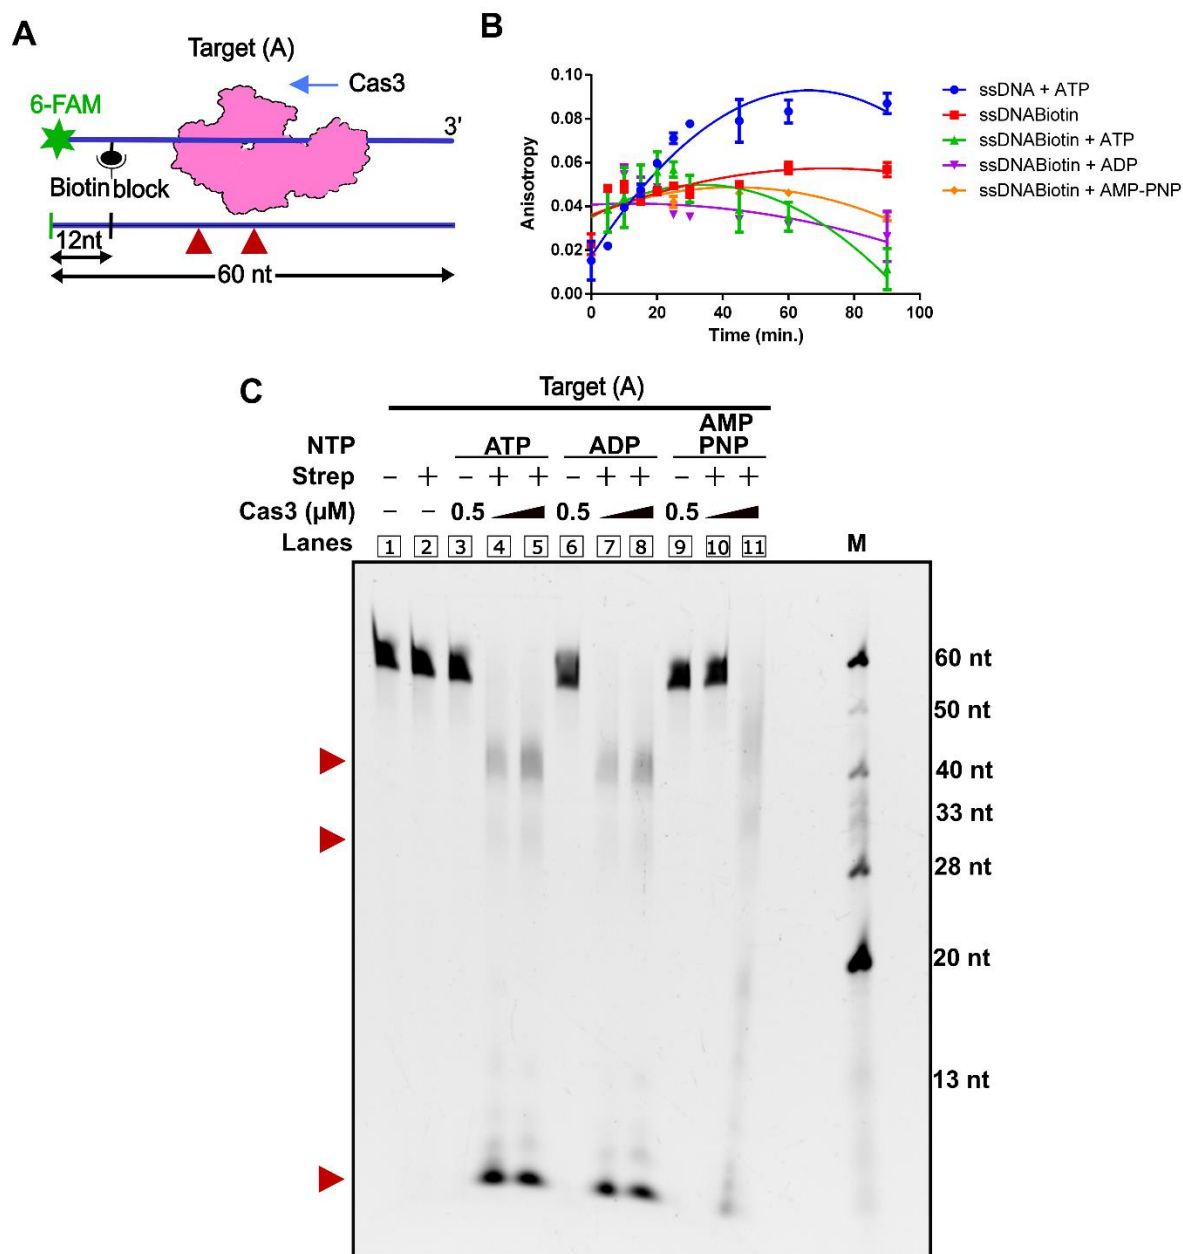 A
Target (A)
Cas3
6-FAM
3'
Biotin block
12nt
60 nt
B
Anisotropy
0.10
0.08
0.06
0.04
0.02
0.00
0 20 40 60 80 100
Time (min.)
ssDNA + ATP
ssDNABiotin
ssDNABiotin + ATP
ssDNABiotin + ADP
ssDNABiotin + AMP-PNP
C
Target (A)
NTP ATP ADP AMP PNP
Strep - + - + + - + + - + +
Cas3 (µM) - - 0.5 0.5 0.5
Lanes 1 2 3 4 5 6 7 8 9 10 11 M
60 nt
50 nt
40 nt
33 nt
28 nt
20 nt
13 nt